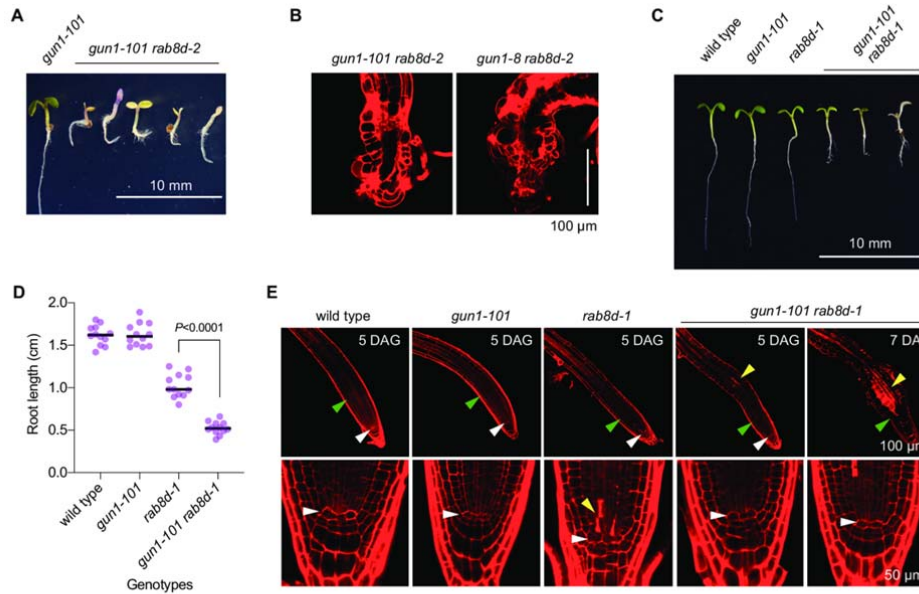 A
gun1-101
gun1-101 rab8d-2
10 mm
B
gun1-101 rab8d-2
gun1-8 rab8d-2
100 µm
C
wild type
gun1-101
rab8d-1
gun1-101
rab8d-1
10 mm
D
Root length (cm)
2.0
1.5
1.0
0.5
0.0
P<0.0001
wild type
gun1-101
rab8d-1
gun1-101 rab8d-1
Genotypes
E
wild type
gun1-101
rab8d-1
gun1-101 rab8d-1
5 DAG
5 DAG
5 DAG
5 DAG
7 DAG
100 µm
50 µm